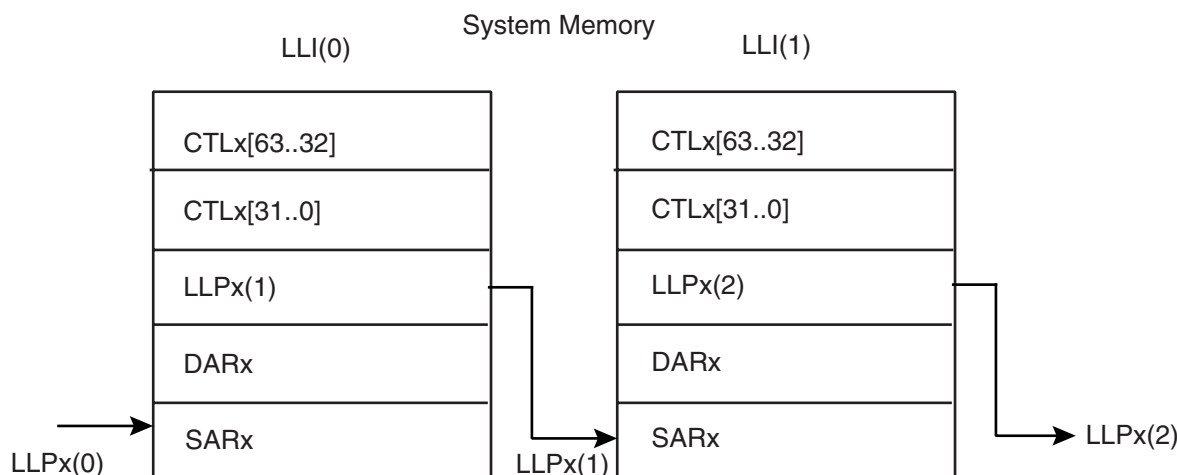 System Memory
LLI(0)
LLI(1)
CTLx[63..32]
CTLx[63..32]
CTLx[31..0]
CTLx[31..0]
LLPx(1)
LLPx(2)
DARx
DARx
SARx
SARx
LLPx(0)
LLPx(1)
LLPx(2)